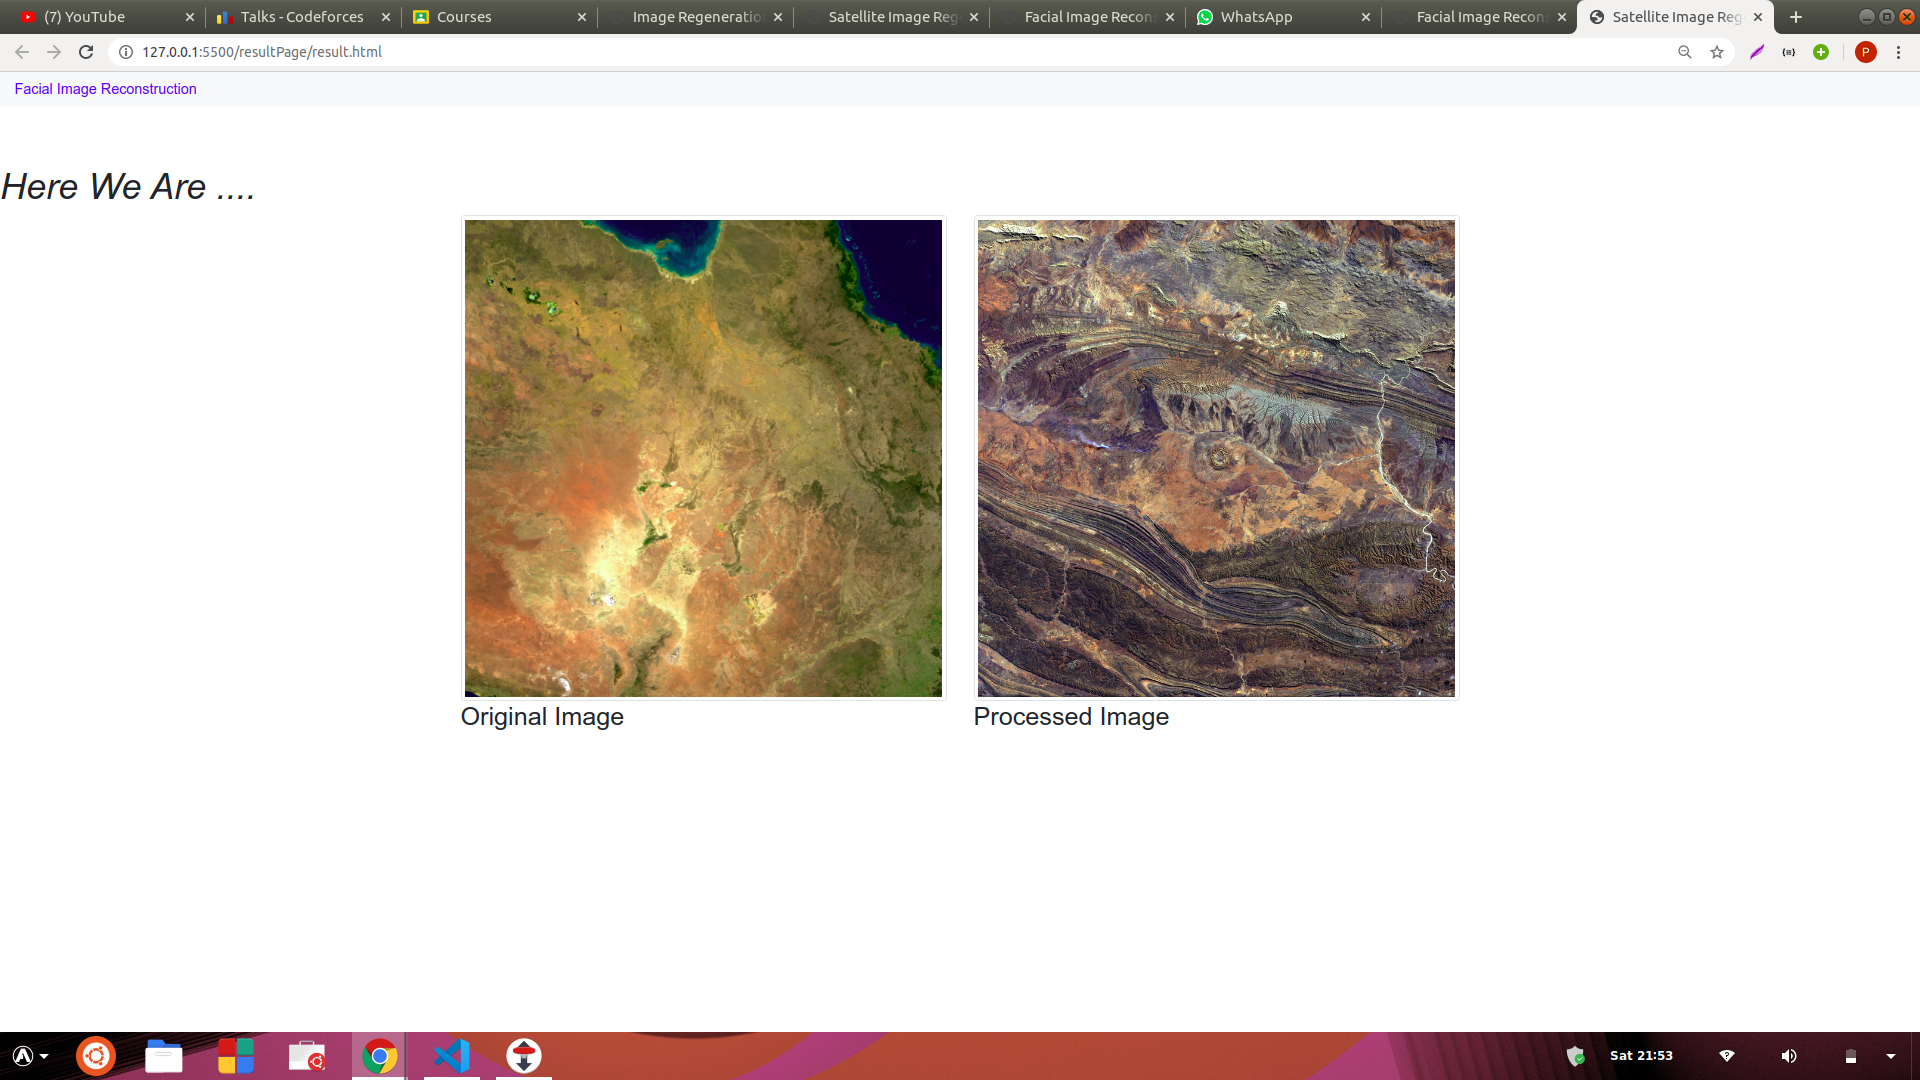 (7) YouTube
Talks - Codeforces
Courses
Image Regeneratio
Satellite Image Reg
Facial Image Recons
WhatsApp
Facial Image Recons
Satellite Image Reg
127.0.0.1:5500/resultPage/result.html
P
Facial Image Reconstruction
Here We Are ....
Original Image
Processed Image
Sat 21:53